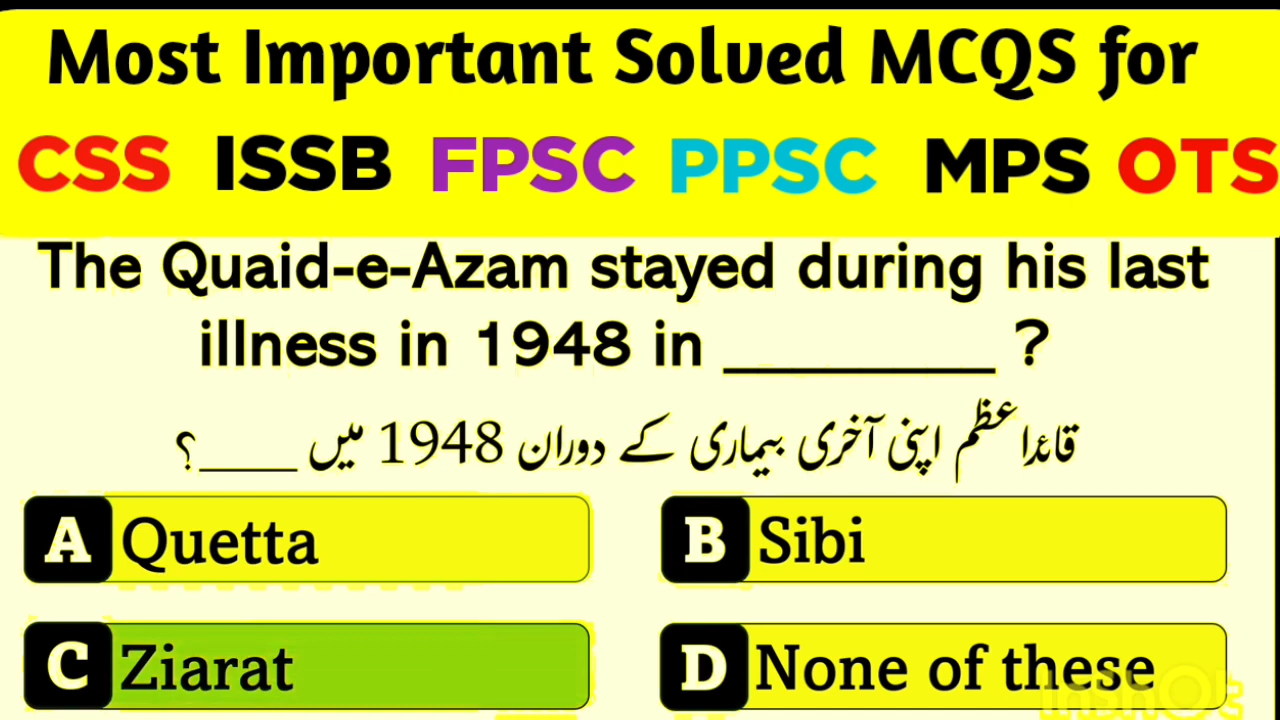 Most Important Solved MCQS for
CSS ISSB FPSC PPSC MPS OTS
The Quaid-e-Azam stayed during his last
illness in 1948 in ________ ?
قائداعظم اپنی آخری بیماری کے دوران 1948 میں ____؟
A Quetta
B Sibi
C Ziarat
D None of these
InShOt